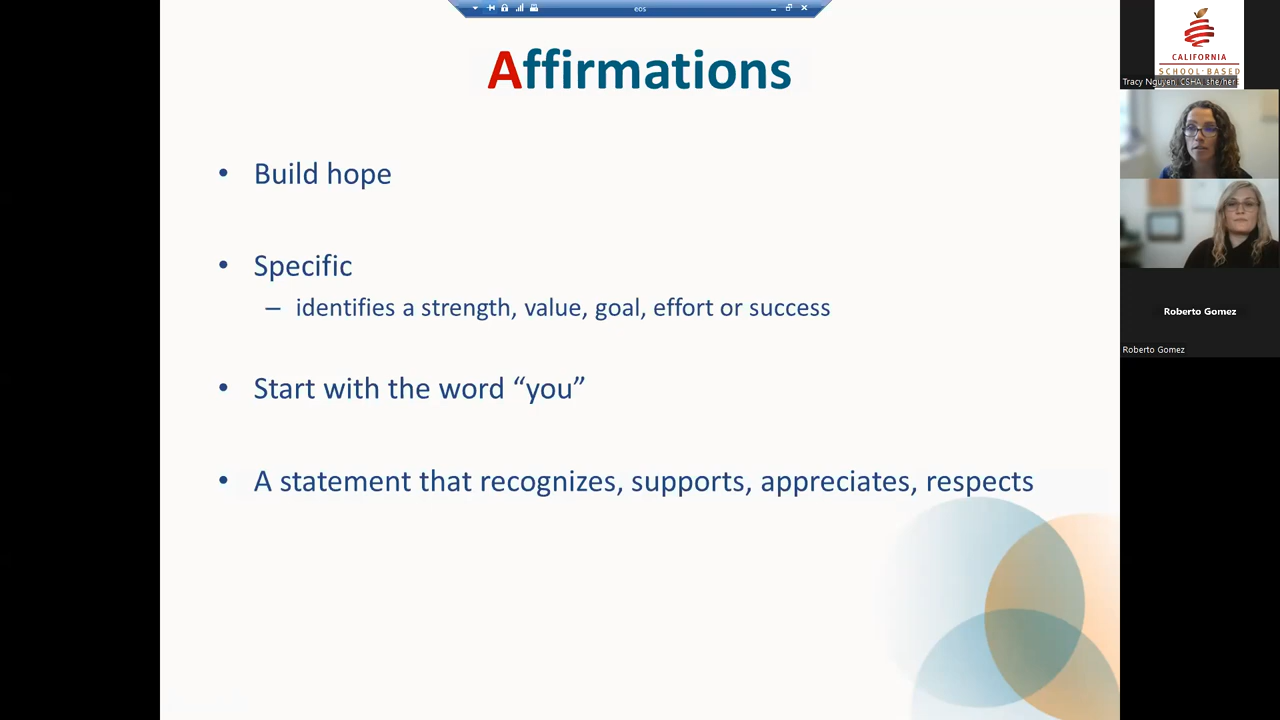 eos
Affirmations
• Build hope
• Specific
– identifies a strength, value, goal, effort or success
• Start with the word “you”
• A statement that recognizes, supports, appreciates, respects
CALIFORNIA
SCHOOL-BASED
Tracy Nguyen, CSHA, she/her
Roberto Gomez
Roberto Gomez